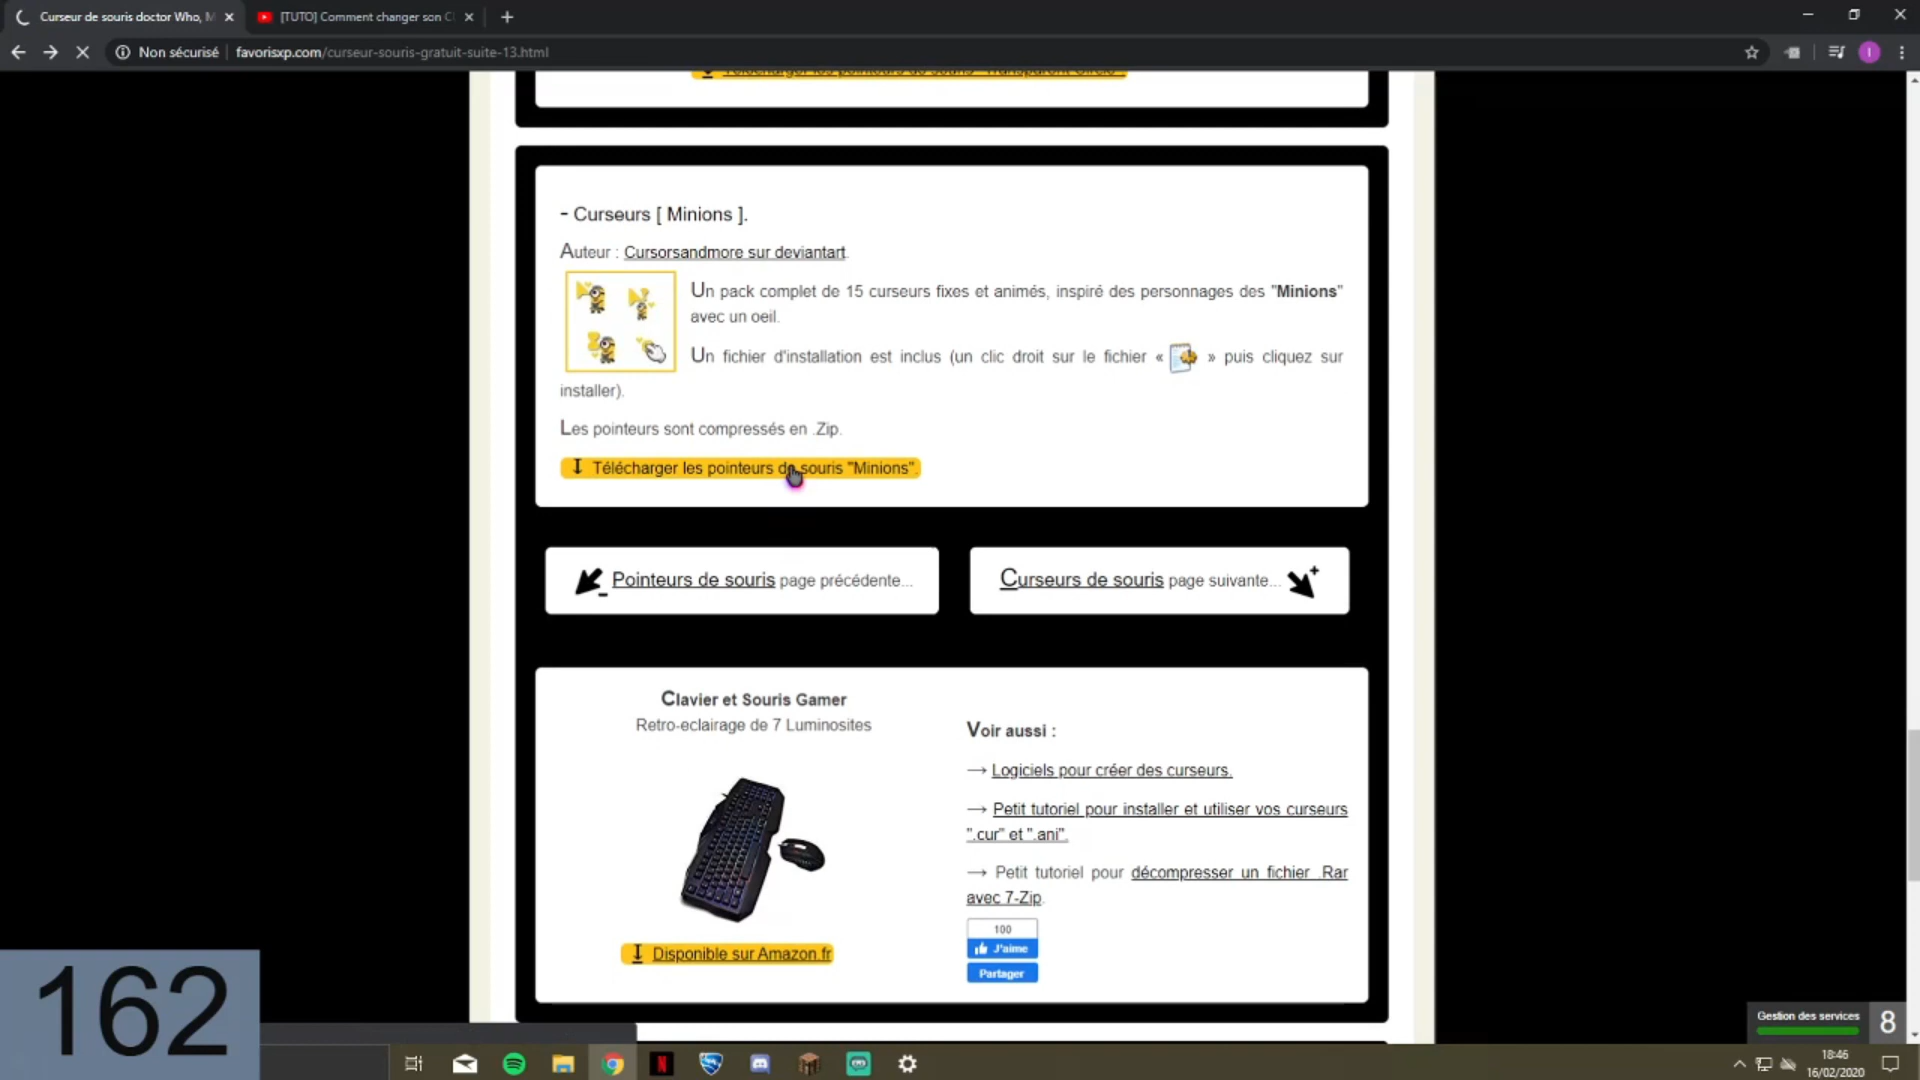 Curseur de souris doctor Who, M
[TUTO] Comment changer son C
Non sécurisé
favorisxp.com/curseur-souris-gratuit-suite-13.html
I
Télécharger les pointeurs de souris "Transparent Circle".
- Curseurs [ Minions ].
Auteur : Cursorsandmore sur deviantart.
Un pack complet de 15 curseurs fixes et animés, inspiré des personnages des "Minions"
avec un oeil.
Un fichier d'installation est inclus (un clic droit sur le fichier « » puis cliquez sur
installer).
Les pointeurs sont compressés en .Zip.
Télécharger les pointeurs de souris "Minions".
Pointeurs de souris page précédente...
Curseurs de souris page suivante...
Clavier et Souris Gamer
Retro-eclairage de 7 Luminosites
Disponible sur Amazon.fr
Voir aussi :
→ Logiciels pour créer des curseurs.
→ Petit tutoriel pour installer et utiliser vos curseurs
".cur" et ".ani".
→ Petit tutoriel pour décompresser un fichier .Rar
avec 7-Zip.
100
J'aime
Partager
162
Gestion des services
8
18:46
16/02/2020